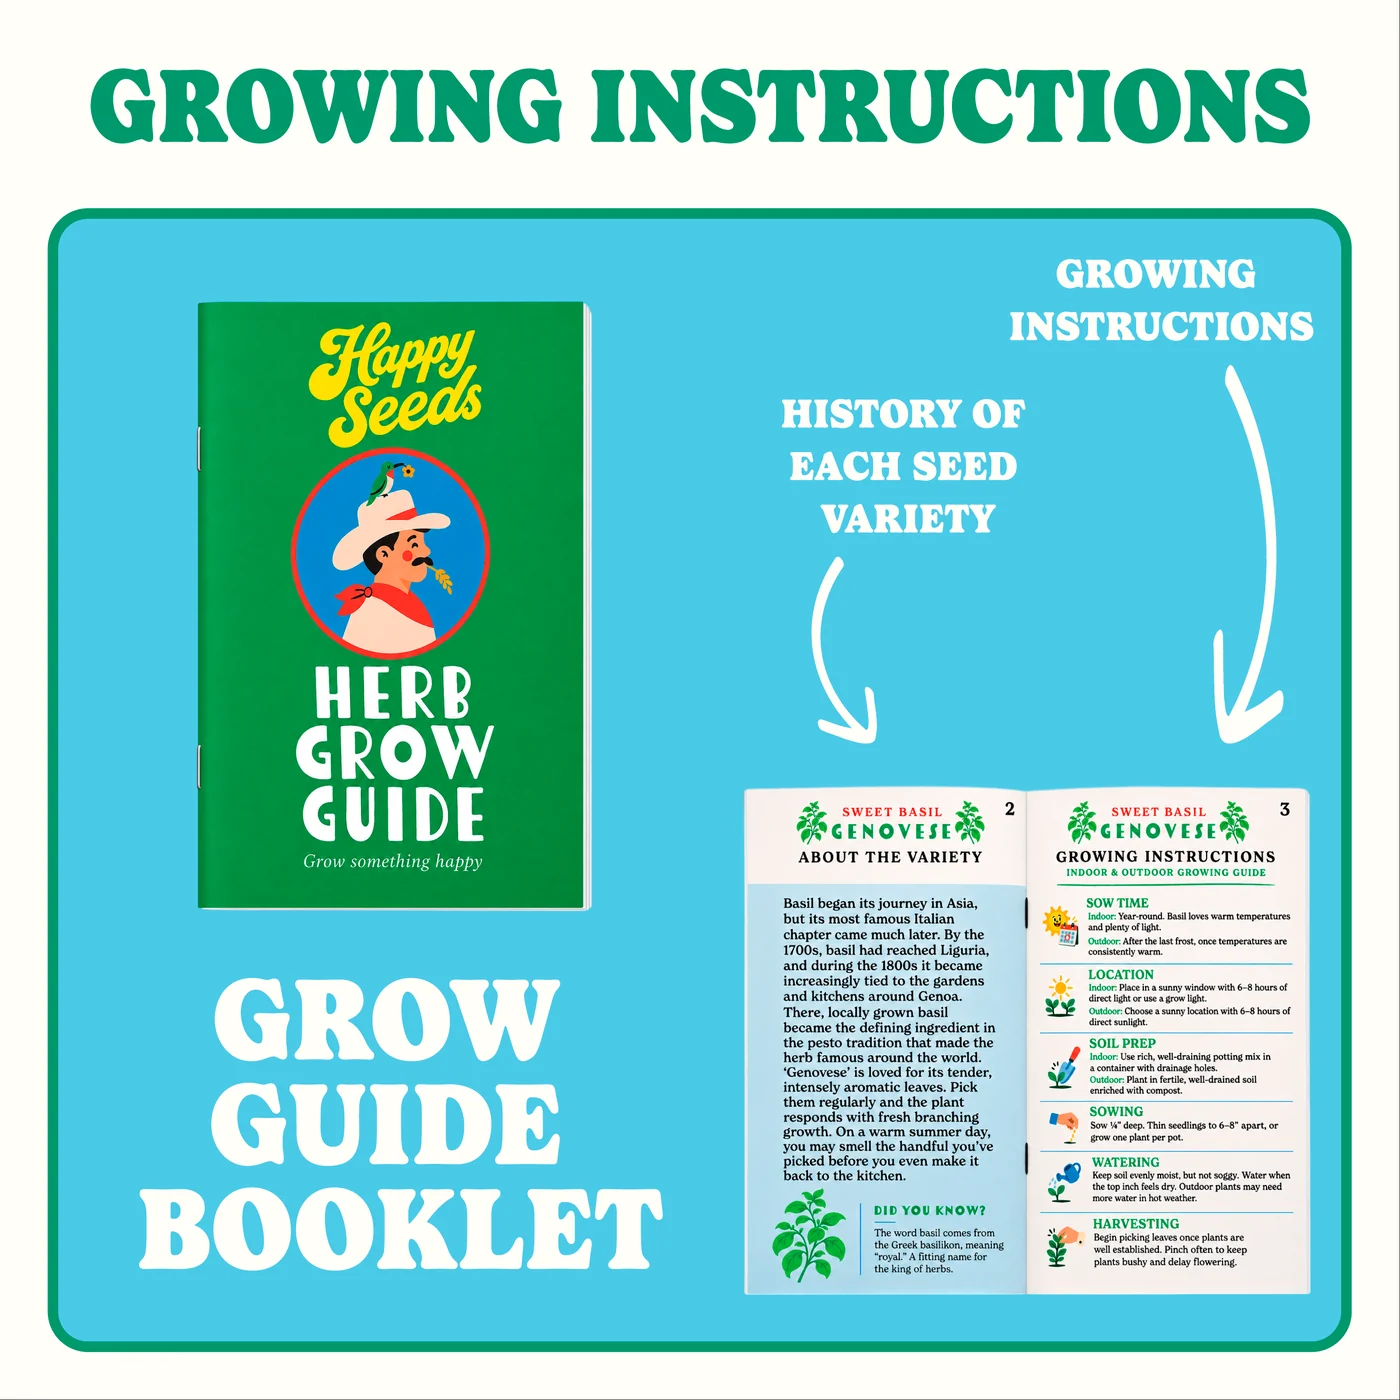 GROWING INSTRUCTIONS
Happy
Seeds
HERB
GROW
GUIDE
Grow something happy
GROW
GUIDE
BOOKLET
HISTORY OF
EACH SEED
VARIETY
GROWING
INSTRUCTIONS
2
SWEET BASIL
GENOVESE
ABOUT THE VARIETY
Basil began its journey in Asia,
but its most famous Italian
chapter came much later. By the
1700s, basil had reached Liguria,
and during the 1800s it became
increasingly tied to the gardens
and kitchens around Genoa.
There, locally grown basil
became the defining ingredient in
the pesto tradition that made the
herb famous around the world.
‘Genovese’ is loved for its tender,
intensely aromatic leaves. Pick
them regularly and the plant
responds with fresh branching
growth. On a warm summer day,
you may smell the handful you’ve
picked before you even make it
back to the kitchen.
DID YOU KNOW?
The word basil comes from
the Greek basilikon, meaning
“royal.” A fitting name for
the king of herbs.
3
SWEET BASIL
GENOVESE
GROWING INSTRUCTIONS
INDOOR & OUTDOOR GROWING GUIDE
SOW TIME
Indoor: Year-round. Basil loves warm temperatures
and plenty of light.
Outdoor: After the last frost, once temperatures are
consistently warm.
LOCATION
Indoor: Place in a sunny window with 6–8 hours of
direct light or use a grow light.
Outdoor: Choose a sunny location with 6–8 hours of
direct sunlight.
SOIL PREP
Indoor: Use rich, well-draining potting mix in
a container with drainage holes.
Outdoor: Plant in fertile, well-drained soil
enriched with compost.
SOWING
Sow ¼” deep. Thin seedlings to 6–8” apart, or
grow one plant per pot.
WATERING
Keep soil evenly moist, but not soggy. Water when
the top inch feels dry. Outdoor plants may need
more water in hot weather.
HARVESTING
Begin picking leaves once plants are
well established. Pinch often to keep
plants bushy and delay flowering.